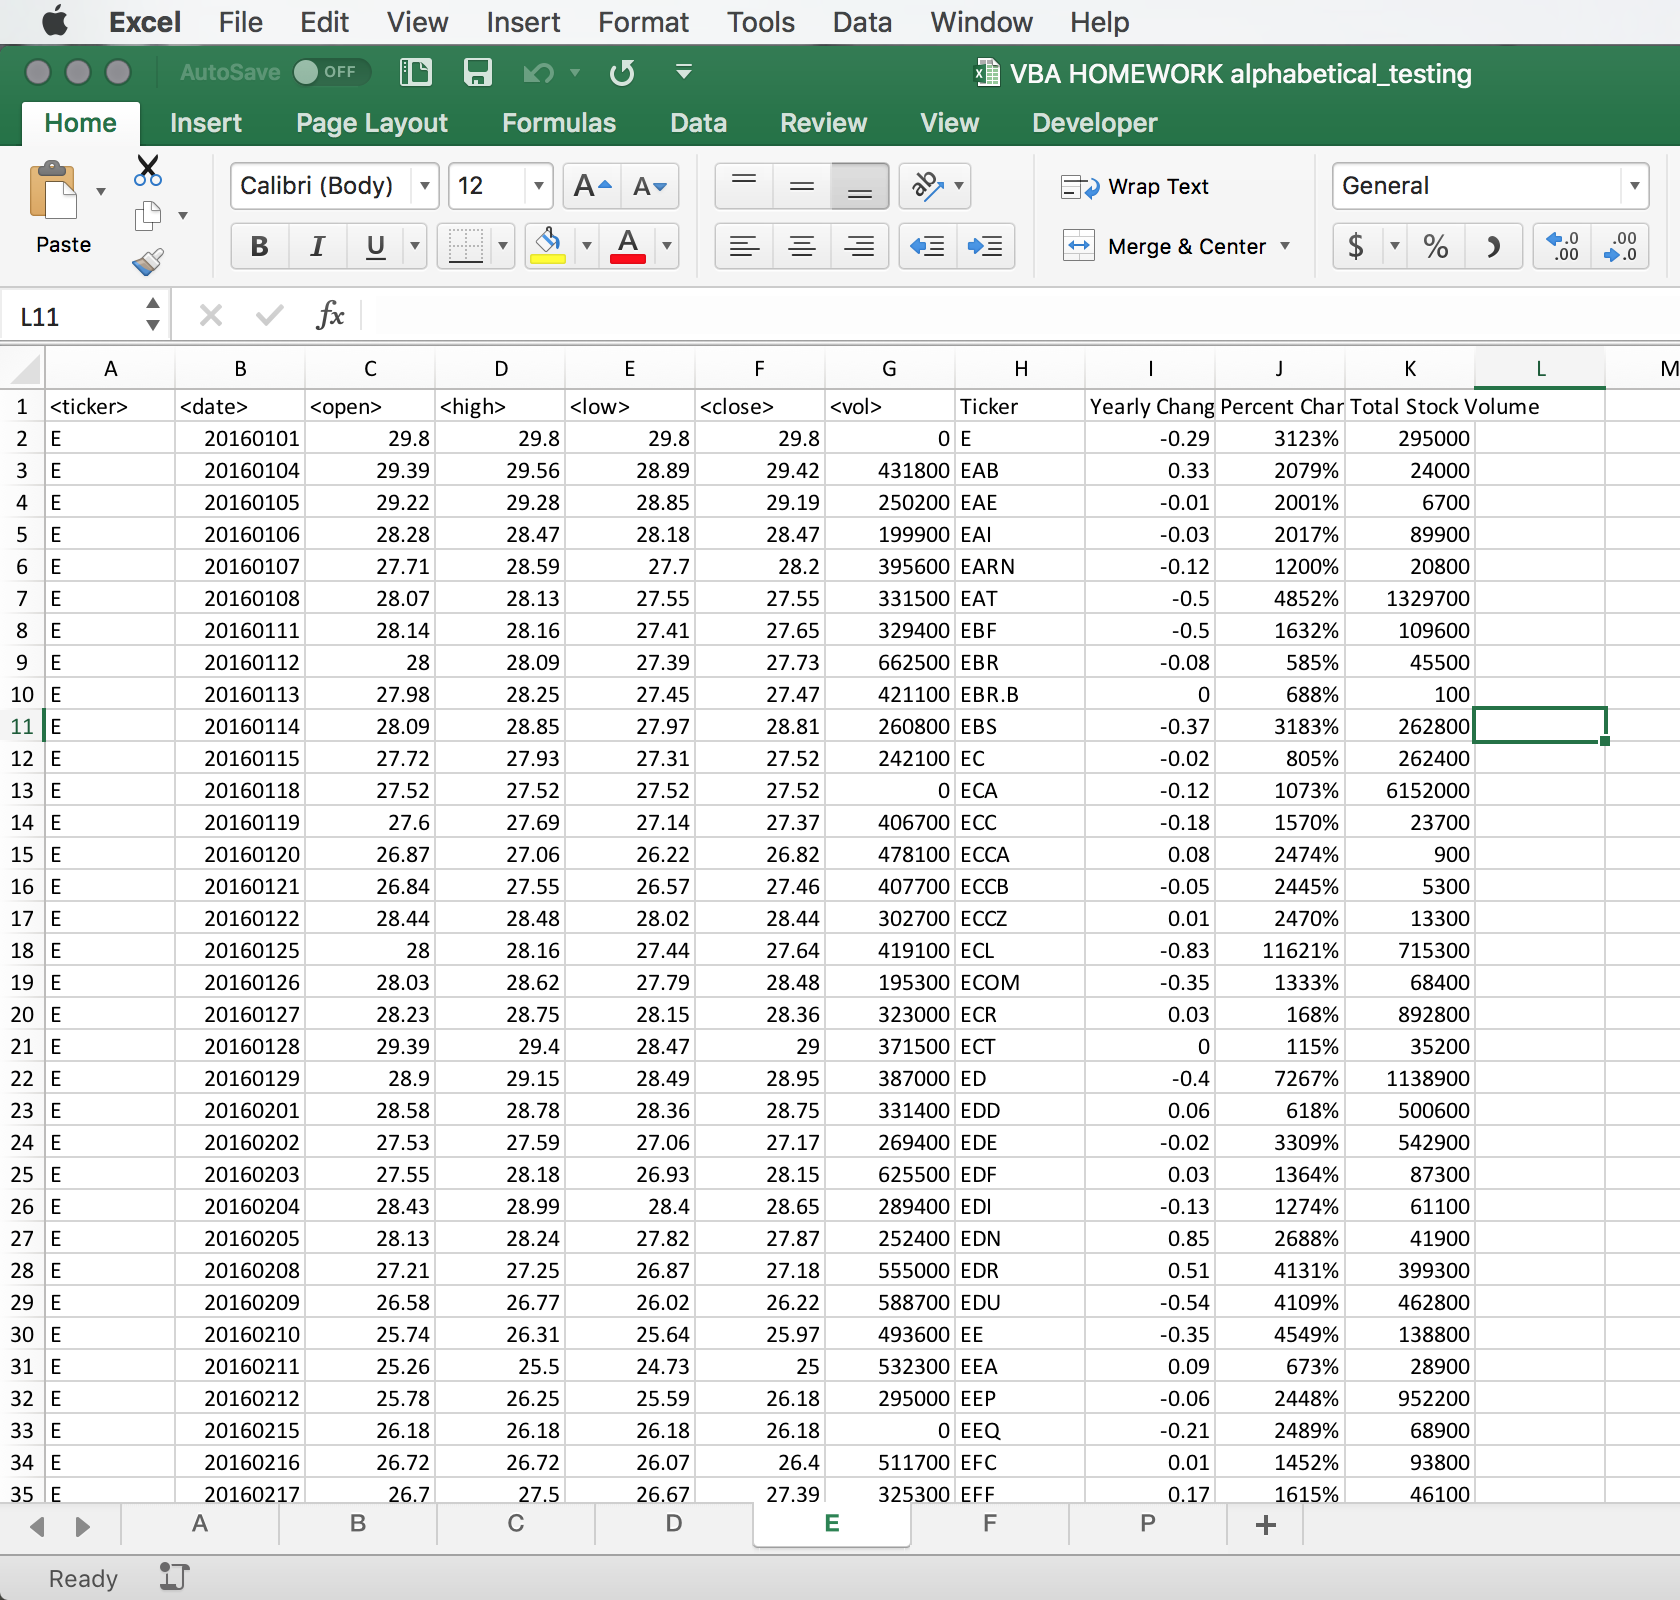 Excel File Edit View Insert Format Tools Data Window Help
AutoSave OFF VBA HOMEWORK alphabetical_testing
Home Insert Page Layout Formulas Data Review View Developer
Calibri (Body) 12 A A ab Wrap Text General
Paste B I U A Merge & Center $ % .0 .00 .00 .0
L11 fx
A B C D E F G H I J K L M
1 <ticker> <date> <open> <high> <low> <close> <vol> Ticker Yearly Chang Percent Char Total Stock Volume
2 E 20160101 29.8 29.8 29.8 29.8 0 E -0.29 3123% 295000
3 E 20160104 29.39 29.56 28.89 29.42 431800 EAB 0.33 2079% 24000
4 E 20160105 29.22 29.28 28.85 29.19 250200 EAE -0.01 2001% 6700
5 E 20160106 28.28 28.47 28.18 28.47 199900 EAI -0.03 2017% 89900
6 E 20160107 27.71 28.59 27.7 28.2 395600 EARN -0.12 1200% 20800
7 E 20160108 28.07 28.13 27.55 27.55 331500 EAT -0.5 4852% 1329700
8 E 20160111 28.14 28.16 27.41 27.65 329400 EBF -0.5 1632% 109600
9 E 20160112 28 28.09 27.39 27.73 662500 EBR -0.08 585% 45500
10 E 20160113 27.98 28.25 27.45 27.47 421100 EBR.B 0 688% 100
11 E 20160114 28.09 28.85 27.97 28.81 260800 EBS -0.37 3183% 262800
12 E 20160115 27.72 27.93 27.31 27.52 242100 EC -0.02 805% 262400
13 E 20160118 27.52 27.52 27.52 27.52 0 ECA -0.12 1073% 6152000
14 E 20160119 27.6 27.69 27.14 27.37 406700 ECC -0.18 1570% 23700
15 E 20160120 26.87 27.06 26.22 26.82 478100 ECCA 0.08 2474% 900
16 E 20160121 26.84 27.55 26.57 27.46 407700 ECCB -0.05 2445% 5300
17 E 20160122 28.44 28.48 28.02 28.44 302700 ECCZ 0.01 2470% 13300
18 E 20160125 28 28.16 27.44 27.64 419100 ECL -0.83 11621% 715300
19 E 20160126 28.03 28.62 27.79 28.48 195300 ECOM -0.35 1333% 68400
20 E 20160127 28.23 28.75 28.15 28.36 323000 ECR 0.03 168% 892800
21 E 20160128 29.39 29.4 28.47 29 371500 ECT 0 115% 35200
22 E 20160129 28.9 29.15 28.49 28.95 387000 ED -0.4 7267% 1138900
23 E 20160201 28.58 28.78 28.36 28.75 331400 EDD 0.06 618% 500600
24 E 20160202 27.53 27.59 27.06 27.17 269400 EDE -0.02 3309% 542900
25 E 20160203 27.55 28.18 26.93 28.15 625500 EDF 0.03 1364% 87300
26 E 20160204 28.43 28.99 28.4 28.65 289400 EDI -0.13 1274% 61100
27 E 20160205 28.13 28.24 27.82 27.87 252400 EDN 0.85 2688% 41900
28 E 20160208 27.21 27.25 26.87 27.18 555000 EDR 0.51 4131% 399300
29 E 20160209 26.58 26.77 26.02 26.22 588700 EDU -0.54 4109% 462800
30 E 20160210 25.74 26.31 25.64 25.97 493600 EE -0.35 4549% 138800
31 E 20160211 25.26 25.5 24.73 25 532300 EEA 0.09 673% 28900
32 E 20160212 25.78 26.25 25.59 26.18 295000 EEP -0.06 2448% 952200
33 E 20160215 26.18 26.18 26.18 26.18 0 EEQ -0.21 2489% 68900
34 E 20160216 26.72 26.72 26.07 26.4 511700 EFC 0.01 1452% 93800
35 E 20160217 26.7 27.5 26.67 27.39 325300 EFF 0.17 1615% 46100
A B C D E F P +
Ready